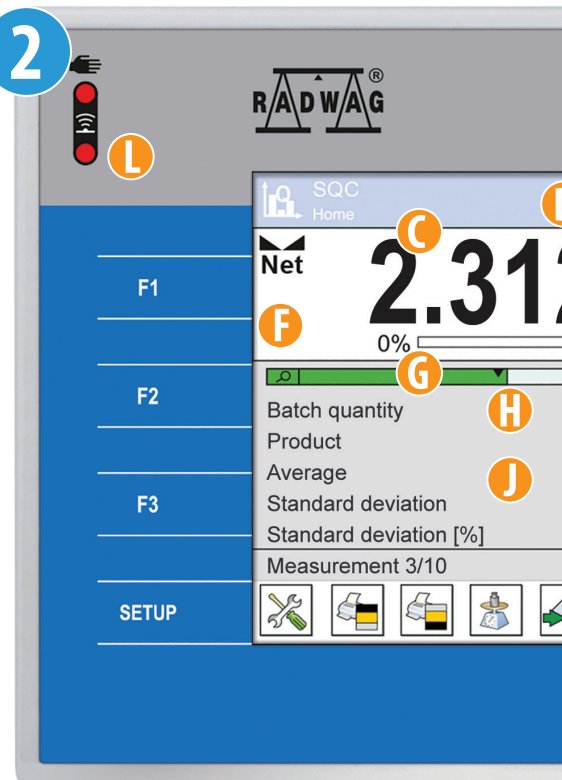 2
RADWAG®
L
SQC
Home
C
Net
2.312
F
0%
G
F1
F2
F3
SETUP
Batch quantity
H
Product
Average
J
Standard deviation
Standard deviation [%]
Measurement 3/10